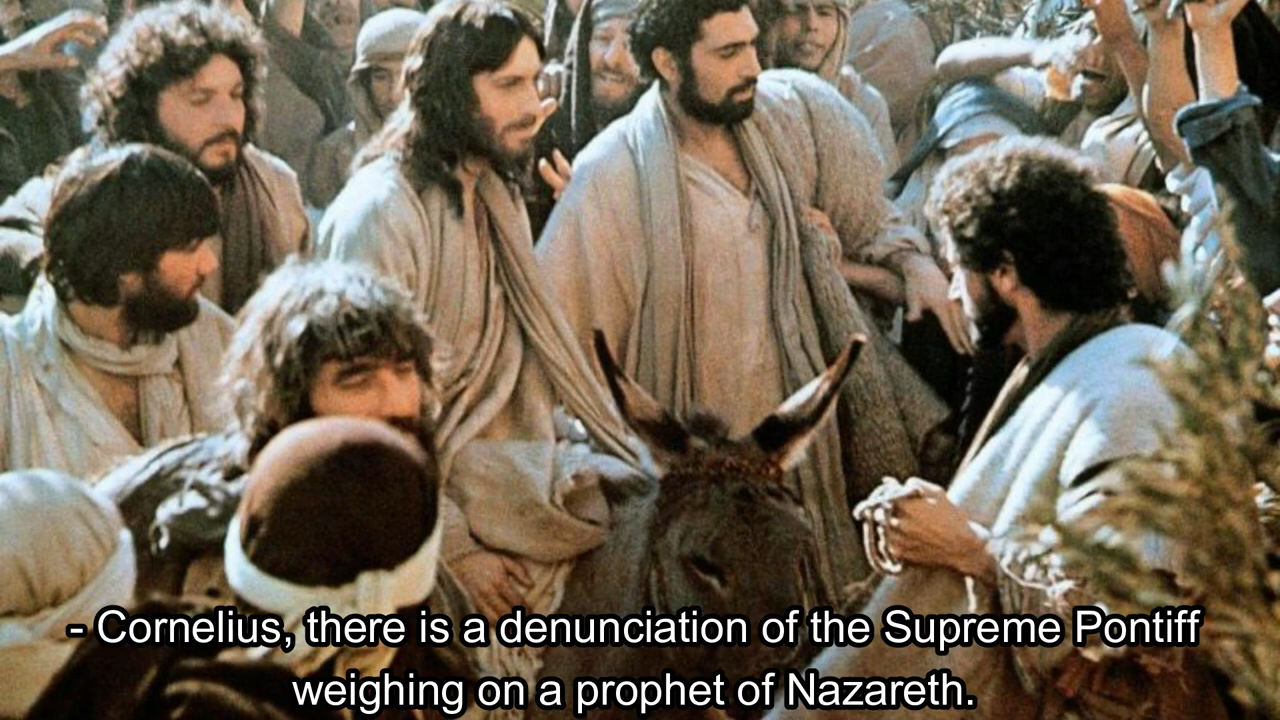 - Cornelius, there is a denunciation of the Supreme Pontiff
weighing on a prophet of Nazareth.